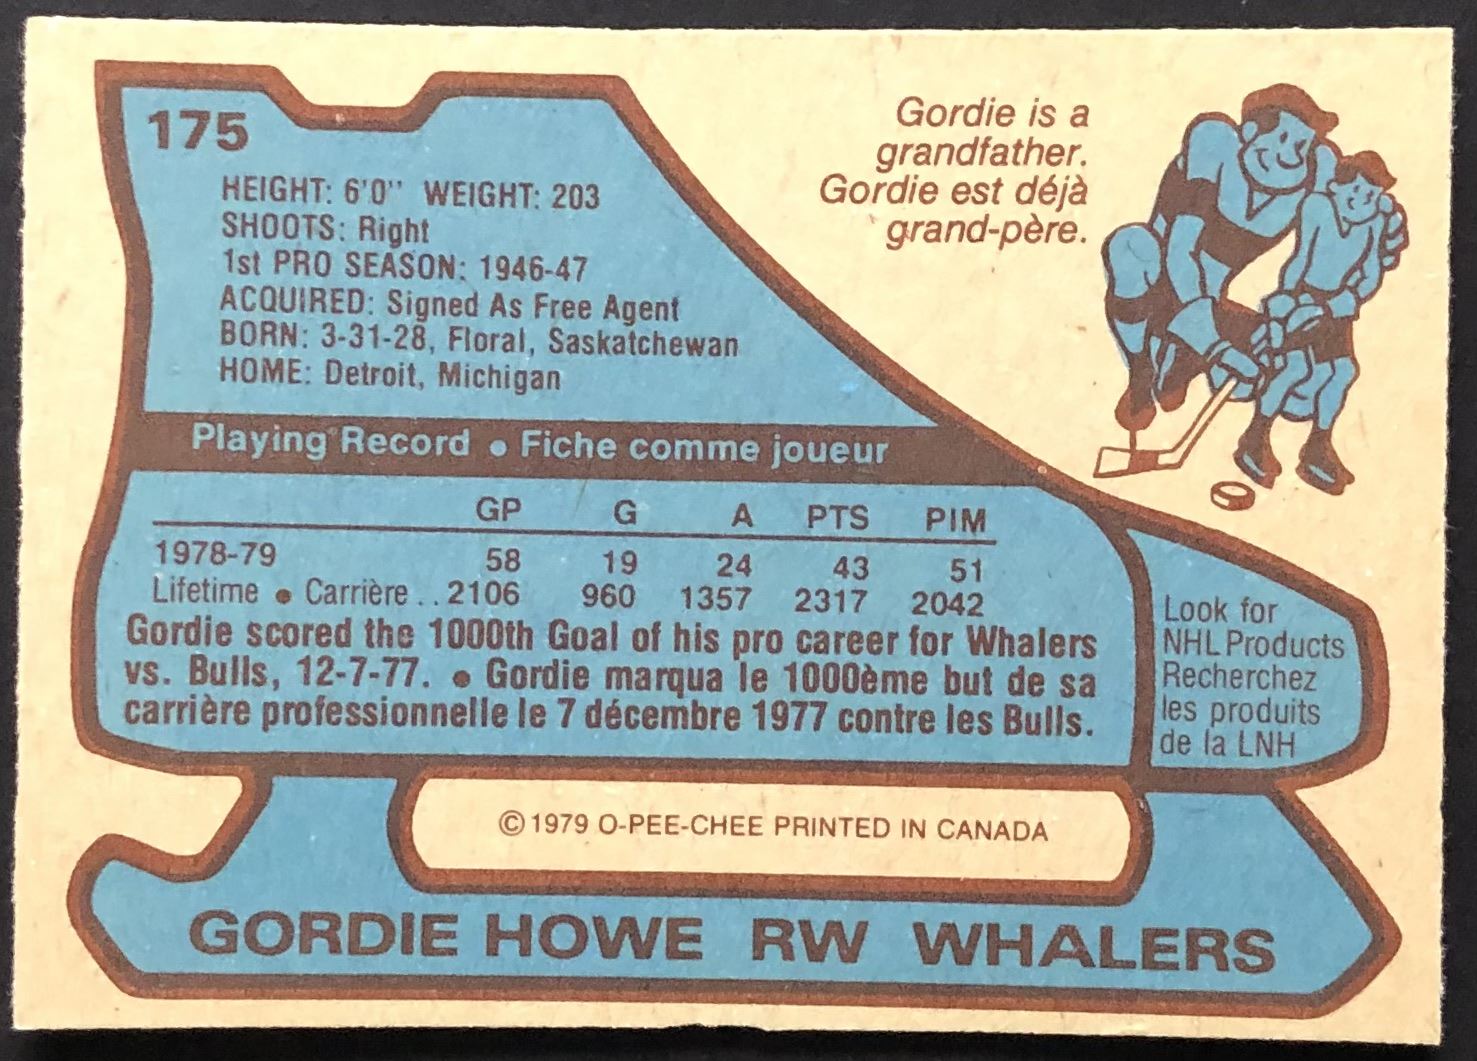 175
HEIGHT: 6'0" WEIGHT: 203
SHOOTS: Right
1st PRO SEASON: 1946-47
ACQUIRED: Signed As Free Agent
BORN: 3-31-28, Floral, Saskatchewan
HOME: Detroit, Michigan
Gordie is a
grandfather.
Gordie est déjà
grand-père.
Playing Record • Fiche comme joueur
GP G A PTS PIM
1978-79 58 19 24 43 51
Lifetime • Carrière .. 2106 960 1357 2317 2042
Gordie scored the 1000th Goal of his pro career for Whalers
vs. Bulls, 12-7-77. • Gordie marqua le 1000ème but de sa
carrière professionnelle le 7 décembre 1977 contre les Bulls.
Look for
NHL Products
Recherchez
les produits
de la LNH
©1979 O-PEE-CHEE PRINTED IN CANADA
GORDIE HOWE RW WHALERS